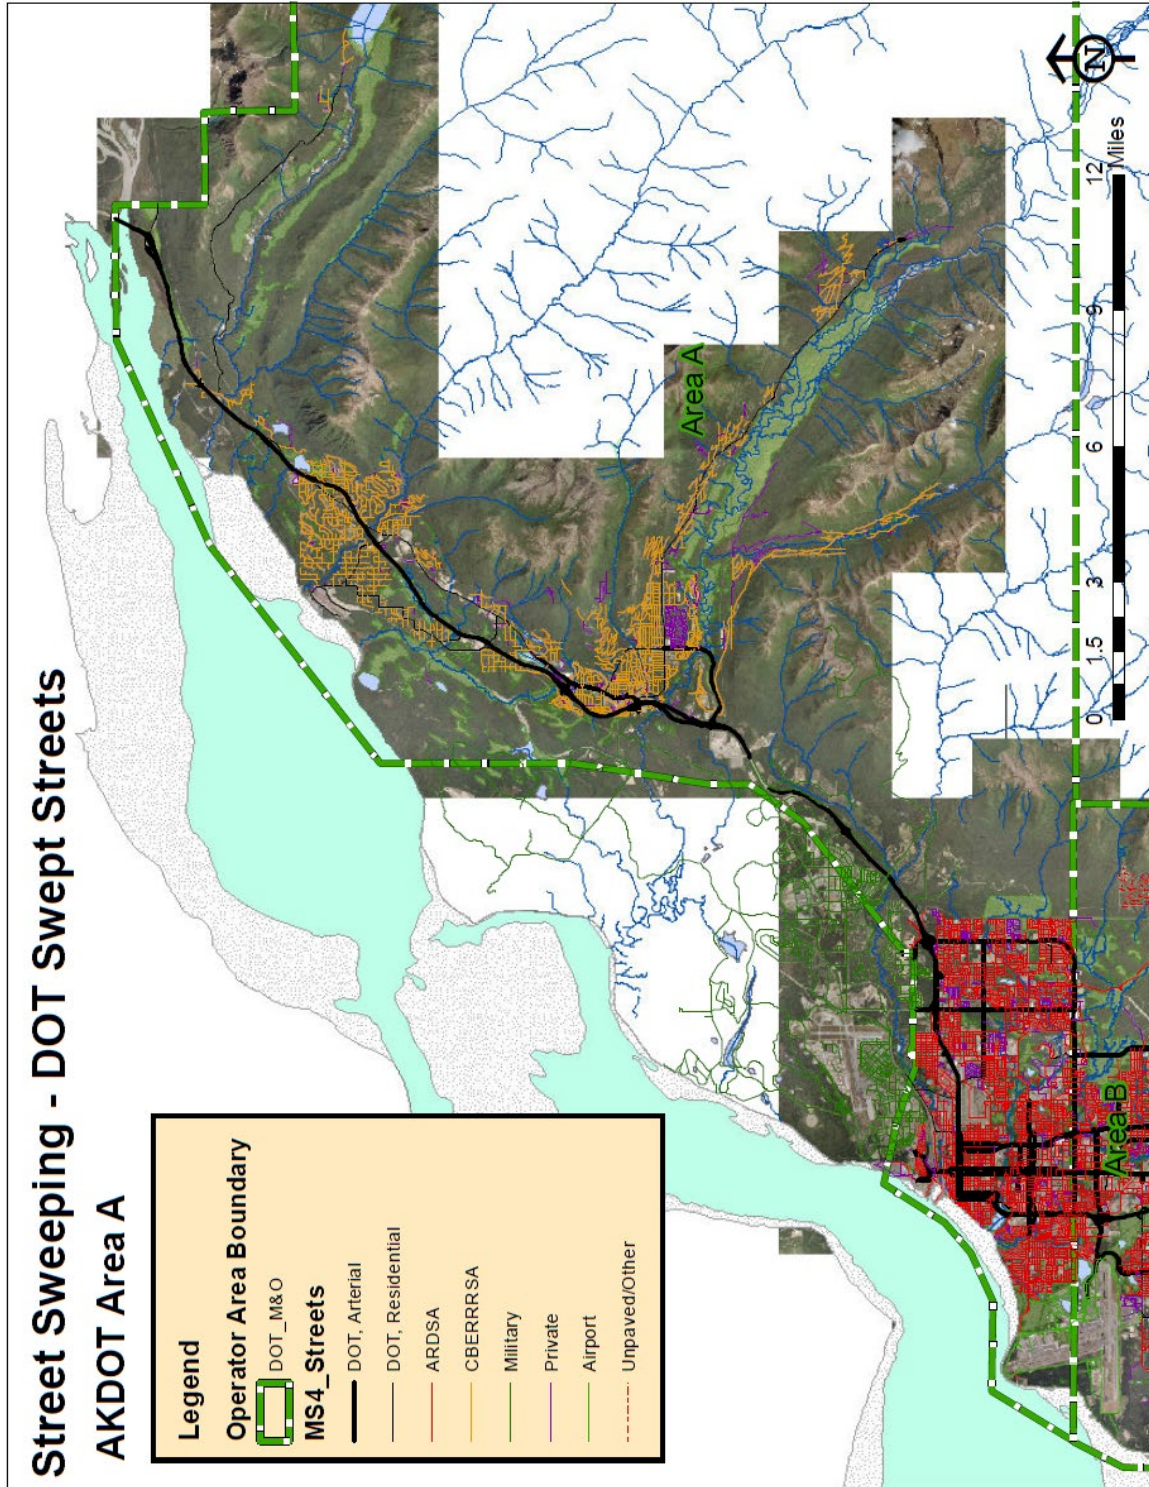 Street Sweeping - DOT Swept Streets
AKDOT Area A
Legend
Operator Area Boundary
DOT_M&O
MS4_Streets
DOT, Arterial
DOT, Residential
ARDSA
CBERRRSA
Military
Private
Airport
Unpaved/Other
Area A
Area B
N
0 1.5 3 6 9 12
Miles